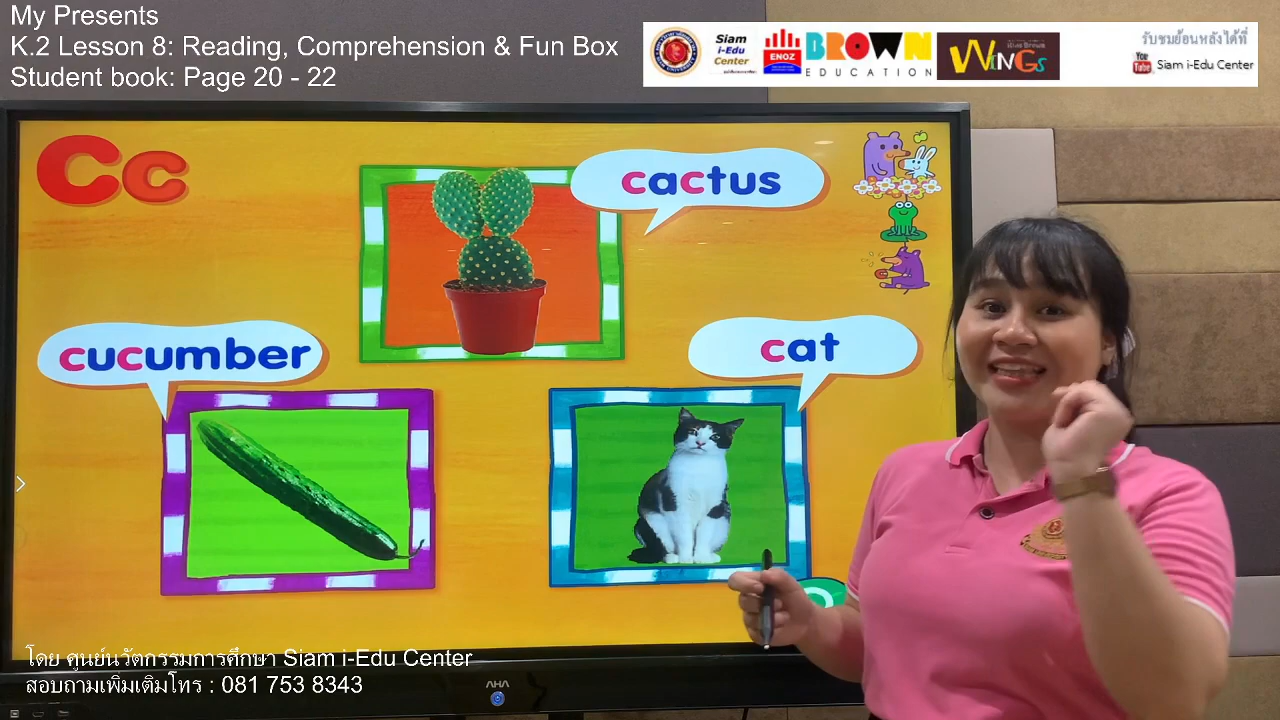 My Presents
K.2 Lesson 8: Reading, Comprehension & Fun Box
Student book: Page 20 - 22
Siam
i-Edu
Center
ENOZ
BROWN
EDUCATION
WINGS
รับชมย้อนหลังได้ที่
You
Tube
Siam i-Edu Center
Cc
cactus
cucumber
cat
โดย ศูนย์นวัตกรรมการศึกษา Siam i-Edu Center
สอบถามเพิ่มเติมโทร : 081 753 8343
AHA